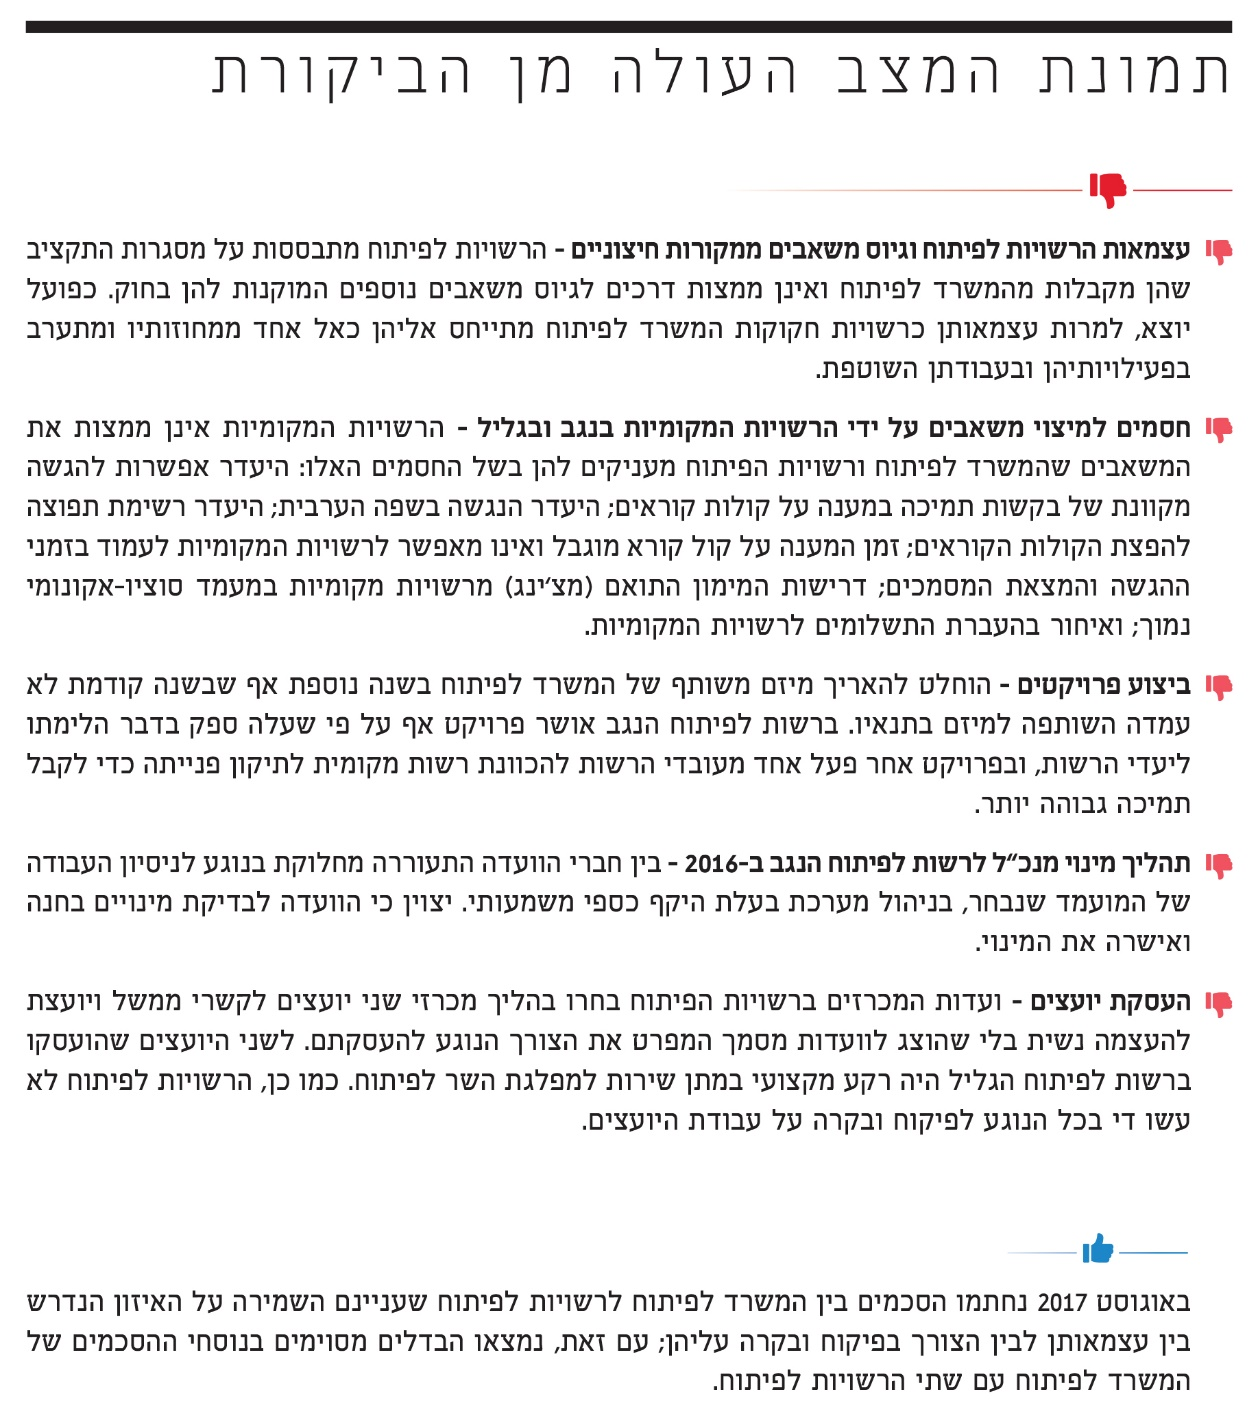 תמונת המצב העולה מן הביקורת
עצמאות הרשויות לפיתוח וגיוס משאבים ממקורות חיצוניים - הרשויות לפיתוח מתבססות על מסגרות התקציב
שהן מקבלות מהמשרד לפיתוח ואינן ממצות דרכים לגיוס משאבים נוספים המוקנות להן בחוק. כפועל
יוצא, למרות עצמאותן כרשויות חקוקות המשרד לפיתוח מתייחס אליהן כאל אחד ממחוזותיו ומתערב
בפעילויותיהן ובעבודתן השוטפת.
חסמים למיצוי משאבים על ידי הרשויות המקומיות בנגב ובגליל - הרשויות המקומיות אינן ממצות את
המשאבים שהמשרד לפיתוח ורשויות הפיתוח מעניקים להן בשל החסמים האלו: היעדר אפשרות להגשה
מקוונת של בקשות תמיכה במענה על קולות קוראים; היעדר הנגשה בשפה הערבית; היעדר רשימת תפוצה
להפצת הקולות הקוראים; זמן המענה על קול קורא מוגבל ואינו מאפשר לרשויות המקומיות לעמוד בזמני
ההגשה והמצאת המסמכים; דרישות המימון התואם (מצ'ינג) מרשויות מקומיות במעמד סוציו-אקונומי
נמוך; ואיחור בהעברת התשלומים לרשויות המקומיות.
ביצוע פרויקטים - הוחלט להאריך מיזם משותף של המשרד לפיתוח בשנה נוספת אף שבשנה קודמת לא
עמדה השותפה למיזם בתנאיו. ברשות לפיתוח הנגב אושר פרויקט אף על פי שעלה ספק בדבר הלימתו
ליעדי הרשות, ובפרויקט אחר פעל אחד מעובדי הרשות להכוונת רשות מקומית לתיקון פנייתה כדי לקבל
תמיכה גבוהה יותר.
תהליך מינוי מנכ"ל לרשות לפיתוח הנגב ב-2016 - בין חברי הוועדה התעוררה מחלוקת בנוגע לניסיון העבודה
של המועמד שנבחר, בניהול מערכת בעלת היקף כספי משמעותי. יצוין כי הוועדה לבדיקת מינויים בחנה
ואישרה את המינוי.
העסקת יועצים - ועדות המכרזים ברשויות הפיתוח בחרו בהליך מכרזי שני יועצים לקשרי ממשל ויועצת
להעצמה נשית בלי שהוצג לוועדות מסמך המפרט את הצורך הנוגע להעסקתם. לשני היועצים שהועסקו
ברשות לפיתוח הגליל היה רקע מקצועי במתן שירות למפלגת השר לפיתוח. כמו כן, הרשויות לפיתוח לא
עשו די בכל הנוגע לפיקוח ובקרה על עבודת היועצים.
באוגוסט 2017 נחתמו הסכמים בין המשרד לפיתוח לרשויות לפיתוח שעניינם השמירה על האיזון הנדרש
בין עצמאותן לבין הצורך בפיקוח ובקרה עליהן; עם זאת, נמצאו הבדלים מסוימים בנוסחי ההסכמים של
המשרד לפיתוח עם שתי הרשויות לפיתוח.